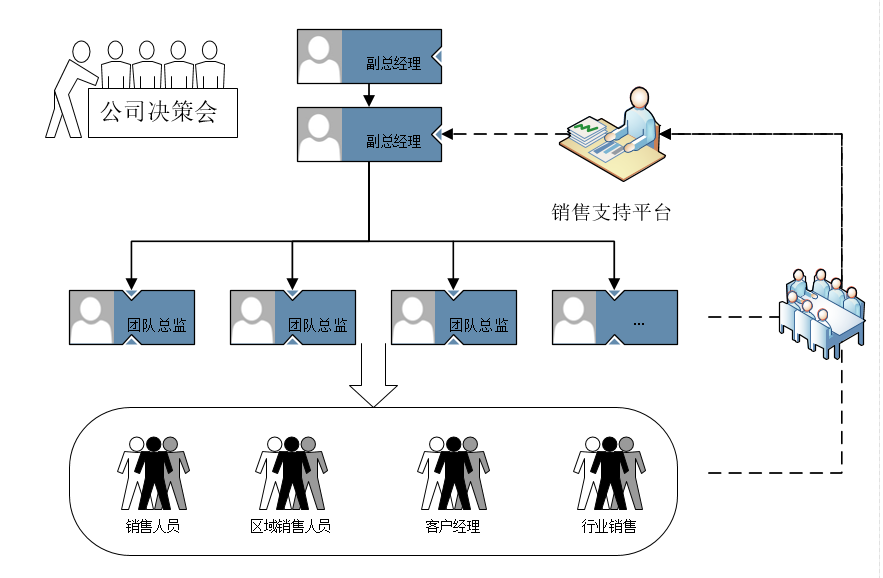 公司决策会
副总经理
副总经理
销售支持平台
团队总监
团队总监
团队总监
...
销售人员
区域销售人员
客户经理
行业销售